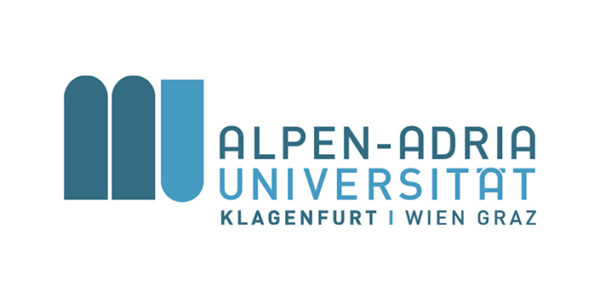 ALPEN-ADRIA
UNIVERSITÄT
KLAGENFURT | WIEN GRAZ